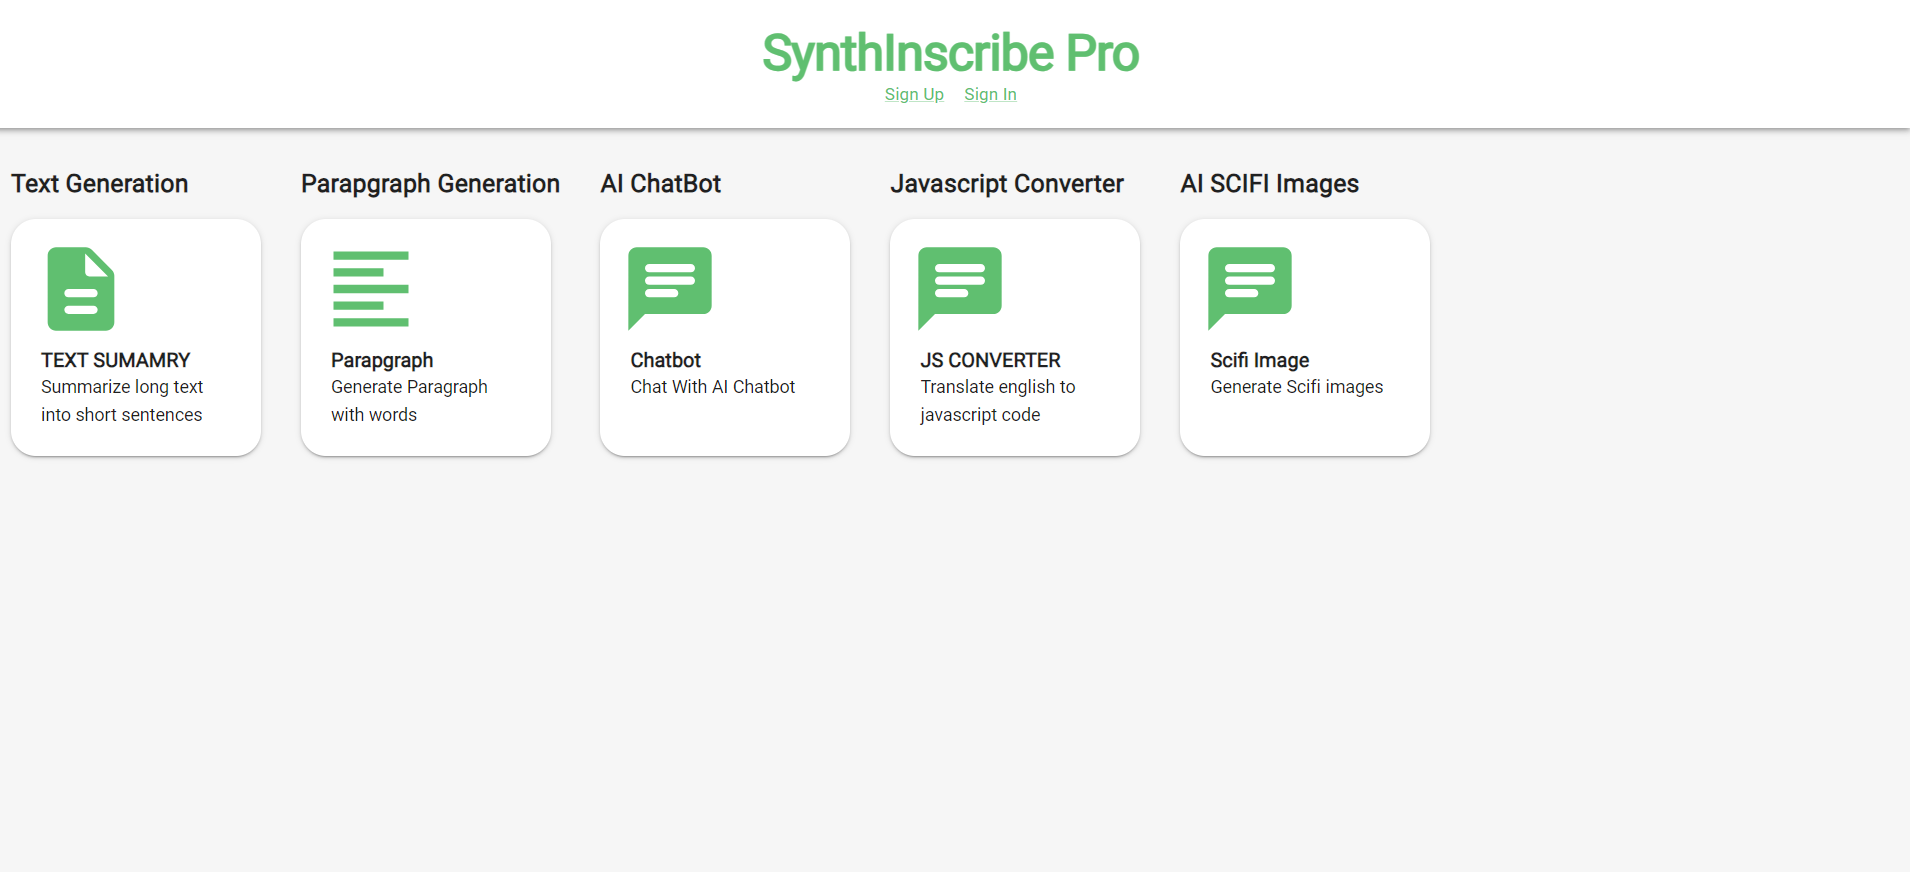 SynthInscribe Pro
Sign Up Sign In
Text Generation
TEXT SUMAMRY
Summarize long text
into short sentences
Parapgraph Generation
Parapgraph
Generate Paragraph
with words
AI ChatBot
Chatbot
Chat With AI Chatbot
Javascript Converter
JS CONVERTER
Translate english to
javascript code
AI SCIFI Images
Scifi Image
Generate Scifi images